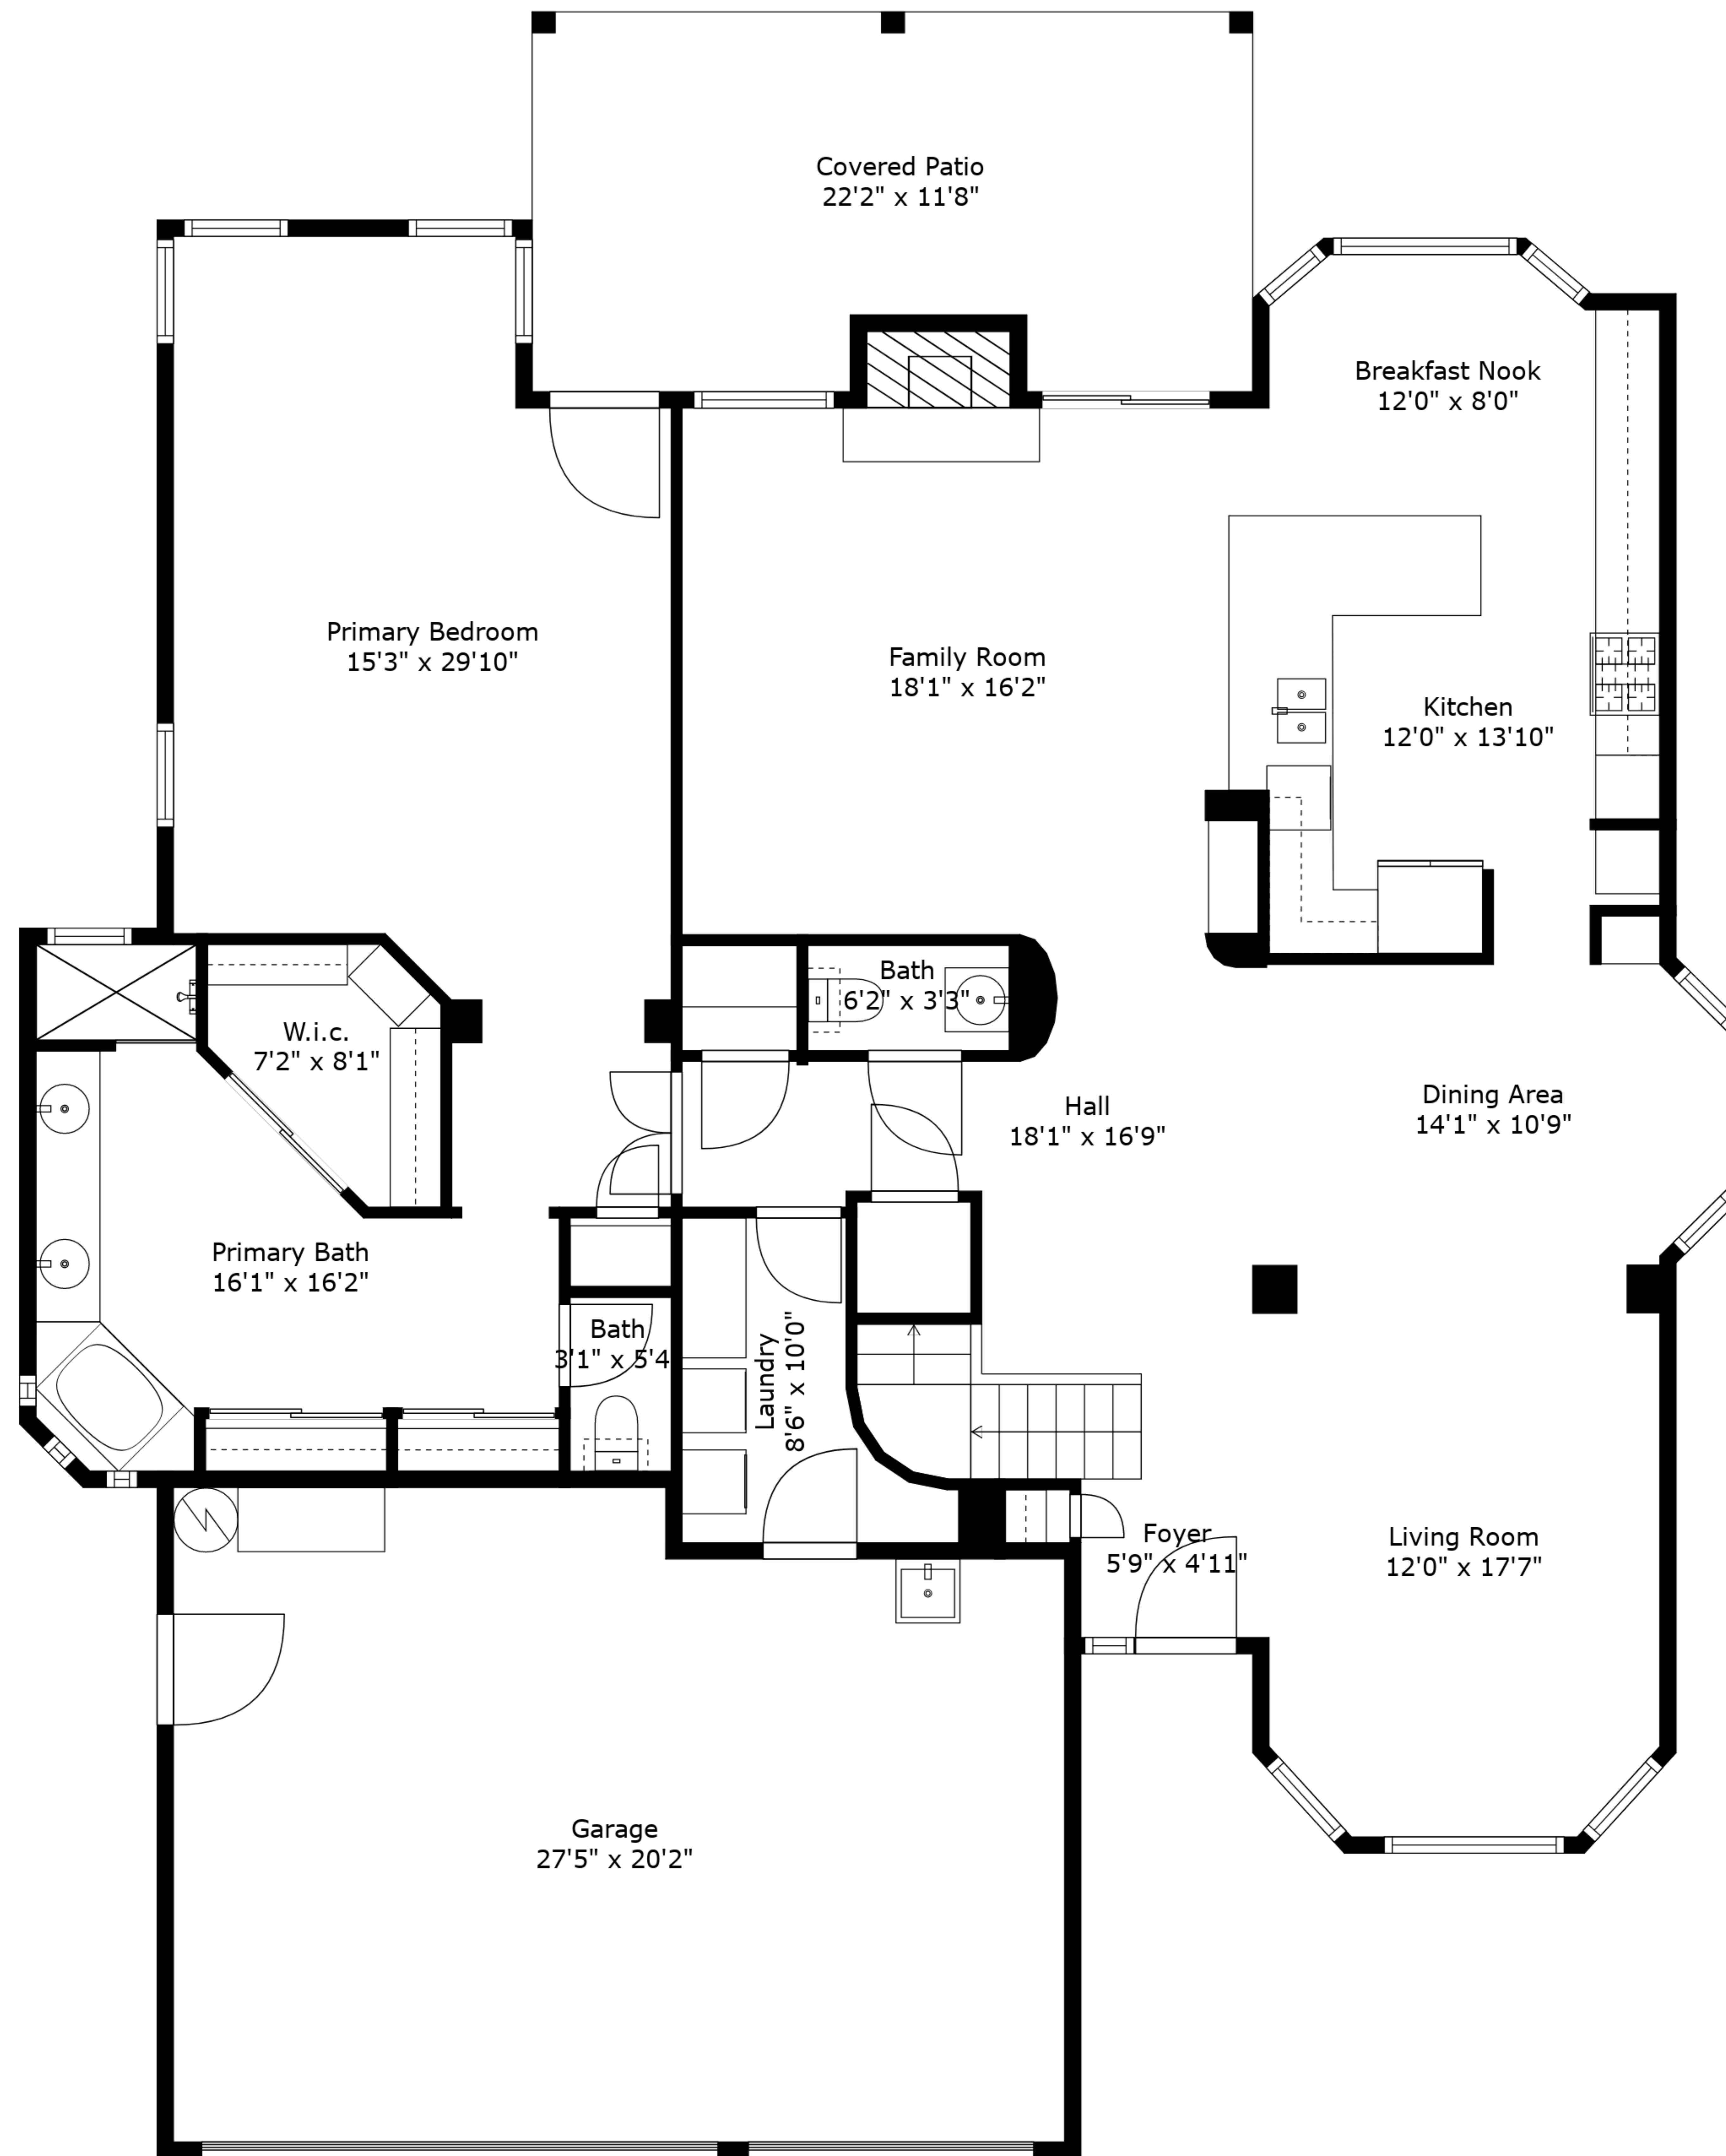 Covered Patio
22'2" x 11'8"
Breakfast Nook
12'0" x 8'0"
Primary Bedroom
15'3" x 29'10"
Family Room
18'1" x 16'2"
Kitchen
12'0" x 13'10"
Bath
6'2" x 3'3"
W.i.c.
7'2" x 8'1"
Hall
18'1" x 16'9"
Dining Area
14'1" x 10'9"
Primary Bath
16'1" x 16'2"
Bath
3'1" x 5'4
Laundry
8'6" x 10'0"
Foyer
5'9" x 4'11"
Living Room
12'0" x 17'7"
Garage
27'5" x 20'2"